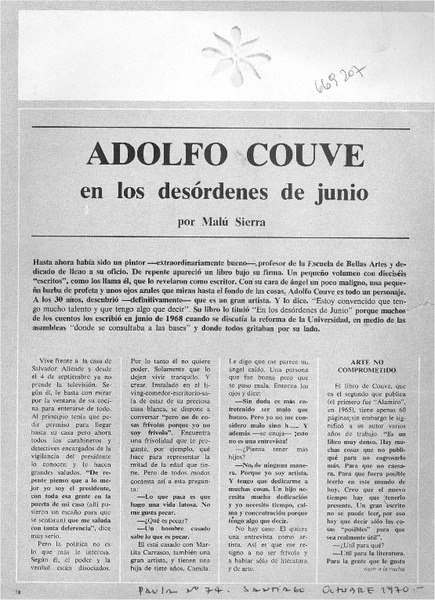 669207
ADOLFO COUVE
en los desórdenes de junio
por Malú Sierra
Hasta ahora había sido un pintor —extraordinariamente bueno—, profesor de la Escuela de Bellas Artes y de-
dicado de lleno a su oficio. De repente apareció un libro bajo su firma. Un pequeño volumen con dieciséis
"escritos", como los llama él, que lo revelaron como escritor. Con su cara de ángel un poco maligno, una peque-
ña barba de profeta y unos ojos azules que miran hasta el fondo de las cosas, Adolfo Couve es todo un personaje.
A los 30 años, descubrió —definitivamente— que es un gran artista. Y lo dice. "Estoy convencido que ten-
go mucho talento y que tengo algo que decir". Su libro lo tituló "En los desórdenes de Junio" porque muchos
de los cuentos los escribió en junio de 1968 cuando se discutía la reforma de la Universidad, en medio de las
asambleas "donde se consultaba a las bases" y donde todos gritaban por su lado.
Vive frente a la casa de
Salvador Allende y desde
el 4 de septiembre ya no
prende la televisión. Según
él, le basta con mirar
por la ventana de su coci-
na para enterarse de todo.
Al principio tenía que pe-
dir permiso para llegar
hasta su casa pero ahora
todos los carabineros y
detectives encargados de la
vigilancia del presidente
lo conocen y le hacen
grandes saludos. "De re-
pente pienso que a lo me-
jor yo soy el presidente,
con toda esa gente en la
puerta de mi casa (allí pu-
sieron un escaño para que
se sentaran) que me saluda
con tanta deferencia", dice
muy serio.
Pero la política no es
lo que más le interesa.
Según él, el poder y la
verdad están disociados.
Por lo tanto él no quiere
poder. Solamente que lo
dejen vivir tranquilo. Y
crear. Instalado en el li-
ving-comedor-escritorio-sa-
la de estar de su preciosa
casa blanca, se dispone
a conversar "pero no de co-
sas frívolas porque yo no
soy frívolo". Encuentra
una frivolidad que le pre-
gunte, por ejemplo, qué
hace para representar la
mitad de la edad que tie-
ne. Pero de todos modos
contesta así a esta pregun-
ta:
—Lo que pasa es que
hago una vida latosa. No
me gusta pecar.
—¿Qué es pecar?
—Un hombre casado
sabe lo que es pecar.
El está casado con Mar-
tita Carrasco, también una
gran artista, y tienen una
hija de siete años, Camila.
Le digo que me parece un
ángel caído. Una persona
que fue buena pero que
se puso mala. Entorna los
ojos y dice:
—Sin duda es más en-
tretenido ser malo que
bueno. Pero yo no me con-
sidero malo sino b.... Y
además —se enoja— ¡esto
no es una entrevista!
—¿Piensa tener más
hijos?
—No, de ninguna mane-
ra. Porque yo soy artista.
Y tengo que dedicarme a
muchas cosas. Un hijo ne-
cesita mucha dedicación
y yo necesito tiempo, cal-
ma y concentración porque
tengo algo que decir.
No hay caso. El quiere
una entrevista como ar-
tista. Así es que me re-
signo a no ser frívola y
a hablar sólo de literatura
y de arte.
ARTE NO
COMPROMETIDO
El libro de Couve, que
es el segundo que publica
(el primero fue "Alamiro",
en 1965), tiene apenas 60
páginas sin embargo le sig-
nificó a su autor varios
años de trabajo. "Es un
libro muy denso. Hay mu-
chas cosas que no publi-
qué para no engrosarlo
más. Para que no cansa-
ra. Para que fuera posible
leerlo de un tirón en el
mundo de hoy. Creo que el nuevo
tiempo hay que tenerlo
presente. Un gran escrito
no se puede leer, por eso
hay que decir sólo las co-
sas "posibles" para que
sea realmente útil".
—¿Util para qué?
—Util para la literatura.
Para la gente que le gusta
(sigue a la vuelta)
78
Paula Nº 74. Santiago Octubre 1970.-